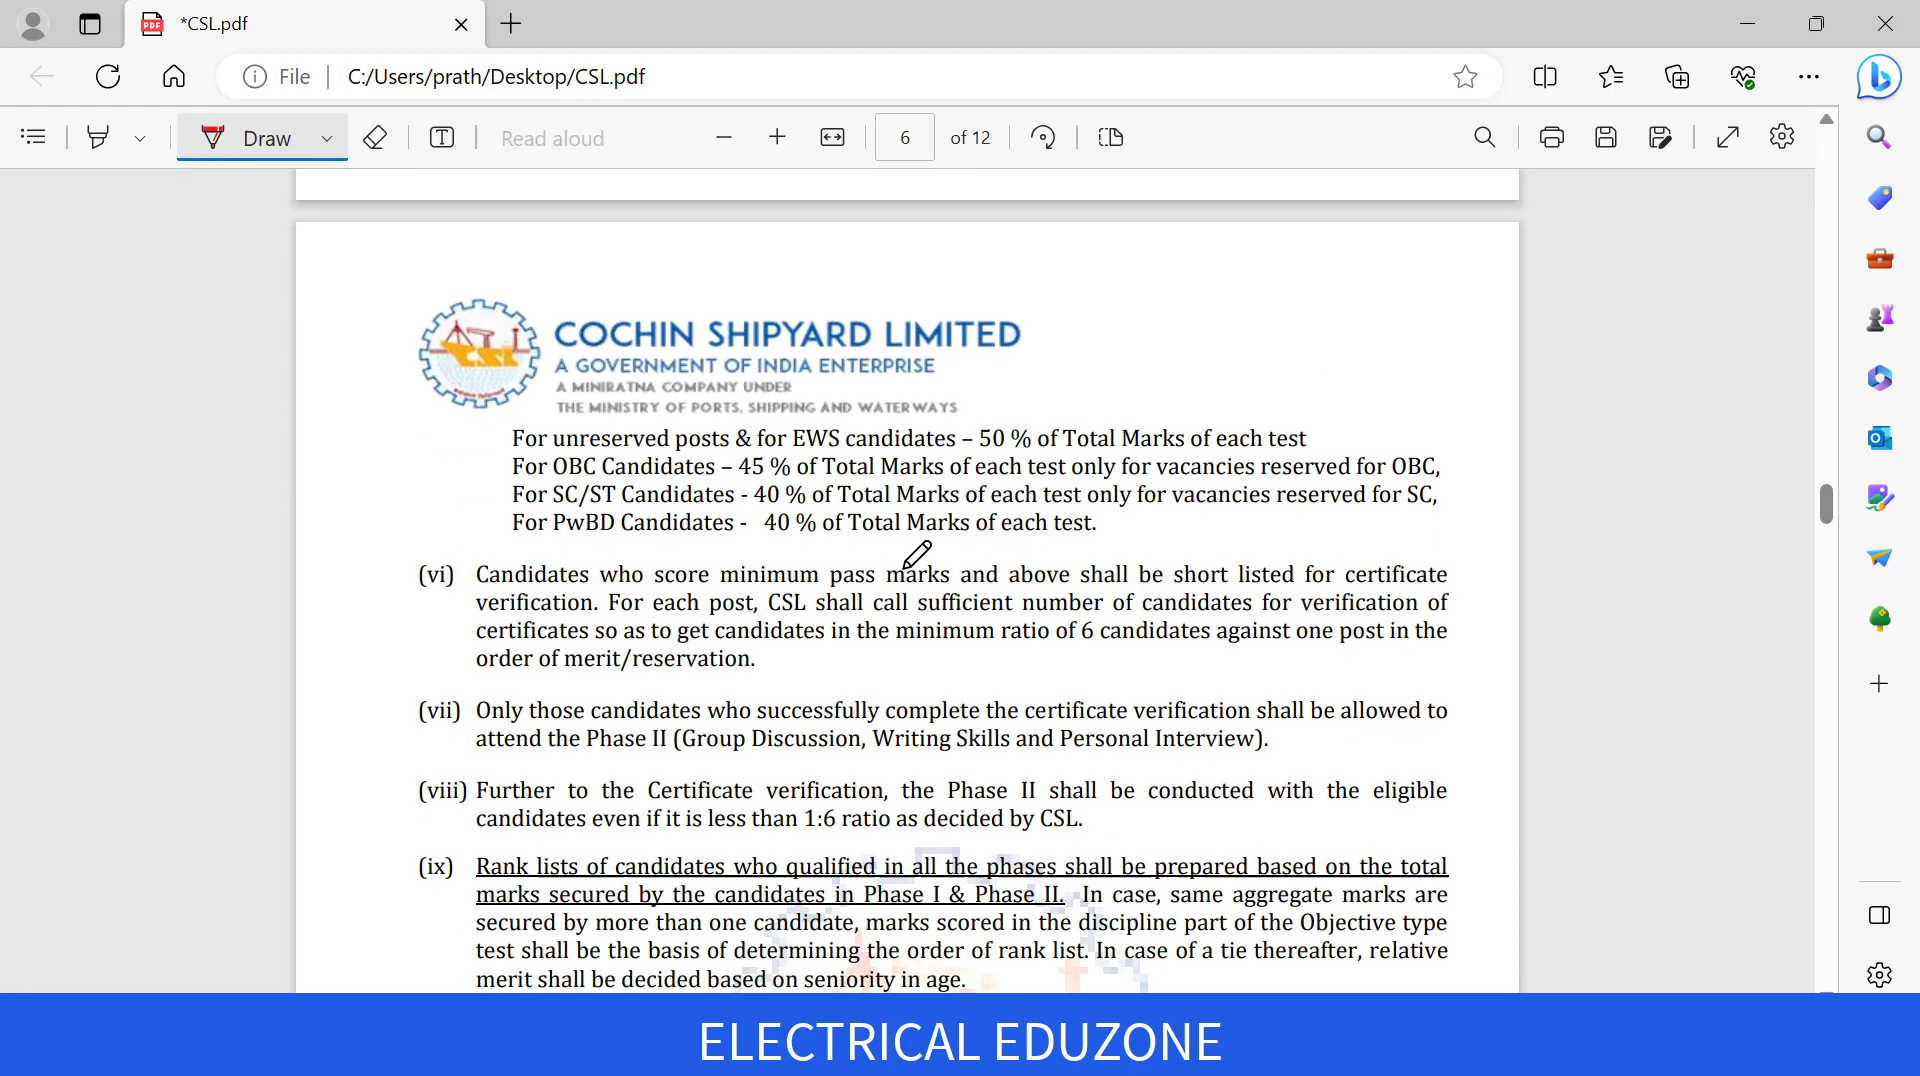 *CSL.pdf
File
C:/Users/prath/Desktop/CSL.pdf
Draw
Read aloud
6
of 12
CSL
COCHIN SHIPYARD LIMITED
A GOVERNMENT OF INDIA ENTERPRISE
A MINIRATNA COMPANY UNDER
THE MINISTRY OF PORTS, SHIPPING AND WATERWAYS
For unreserved posts & for EWS candidates – 50 % of Total Marks of each test
For OBC Candidates – 45 % of Total Marks of each test only for vacancies reserved for OBC,
For SC/ST Candidates - 40 % of Total Marks of each test only for vacancies reserved for SC,
For PwBD Candidates - 40 % of Total Marks of each test.
(vi) Candidates who score minimum pass marks and above shall be short listed for certificate
verification. For each post, CSL shall call sufficient number of candidates for verification of
certificates so as to get candidates in the minimum ratio of 6 candidates against one post in the
order of merit/reservation.
(vii) Only those candidates who successfully complete the certificate verification shall be allowed to
attend the Phase II (Group Discussion, Writing Skills and Personal Interview).
(viii) Further to the Certificate verification, the Phase II shall be conducted with the eligible
candidates even if it is less than 1:6 ratio as decided by CSL.
(ix) Rank lists of candidates who qualified in all the phases shall be prepared based on the total
marks secured by the candidates in Phase I & Phase II. In case, same aggregate marks are
secured by more than one candidate, marks scored in the discipline part of the Objective type
test shall be the basis of determining the order of rank list. In case of a tie thereafter, relative
merit shall be decided based on seniority in age.
ELECTRICAL EDUZONE